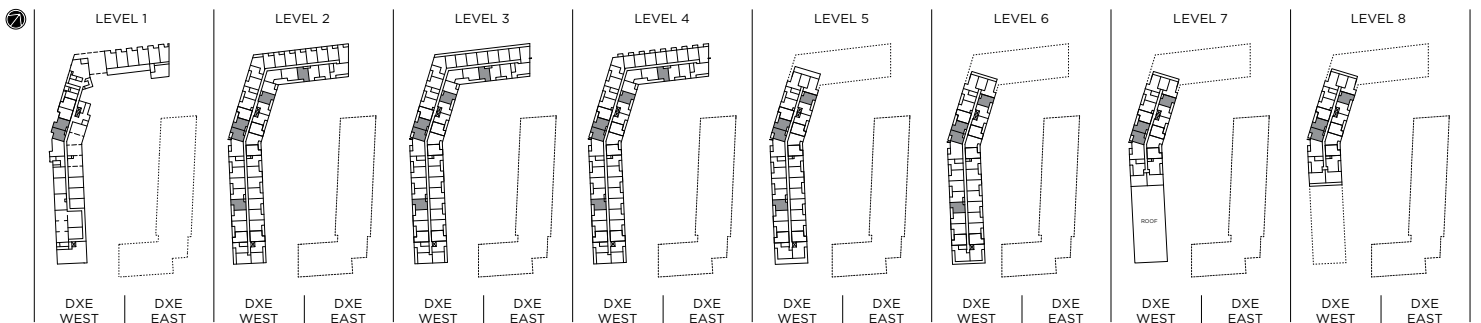 LEVEL 1
LEVEL 2
LEVEL 3
LEVEL 4
LEVEL 5
LEVEL 6
LEVEL 7
LEVEL 8
ROOF
DXE
WEST
DXE
EAST
DXE
WEST
DXE
EAST
DXE
WEST
DXE
EAST
DXE
WEST
DXE
EAST
DXE
WEST
DXE
EAST
DXE
WEST
DXE
EAST
DXE
WEST
DXE
EAST
DXE
WEST
DXE
EAST